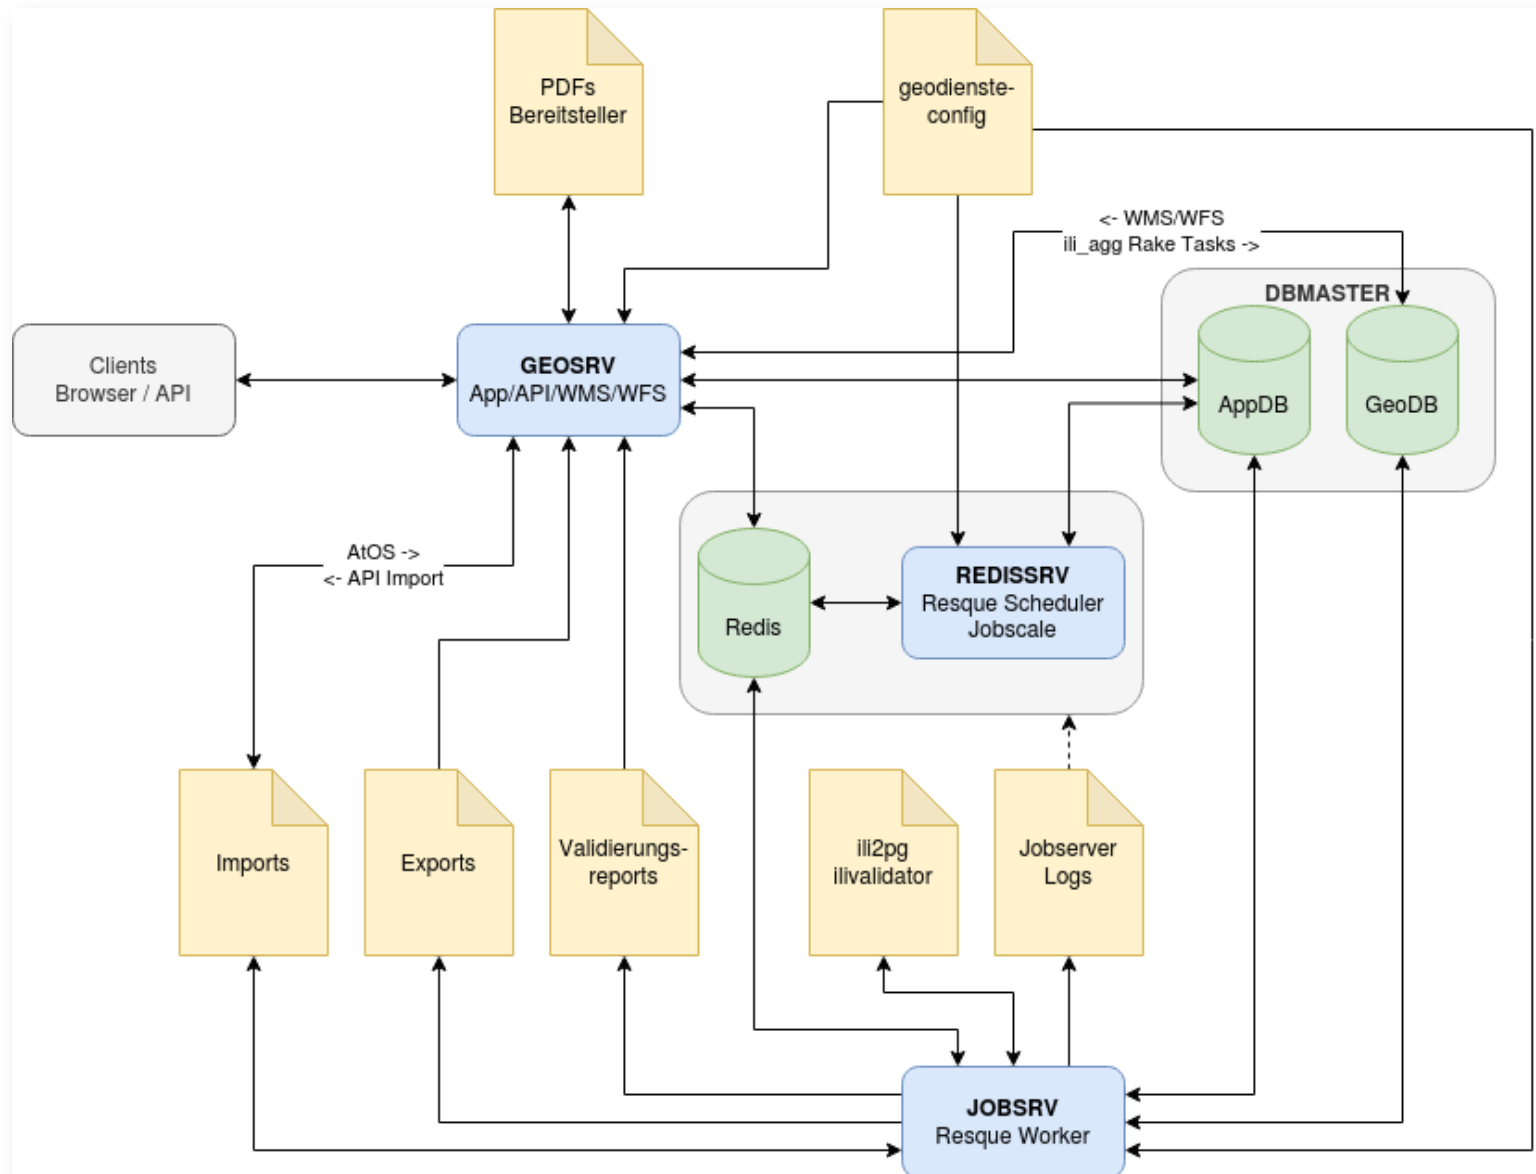 PDFs
Bereitsteller
geodienste-
config
<- WMS/WFS
ili_agg Rake Tasks ->
DBMASTER
Clients
Browser / API
GEOSRV
App/API/WMS/WFS
AppDB
GeoDB
AtOS ->
<- API Import
Redis
REDISSRV
Resque Scheduler
Jobscale
Imports
Exports
Validierungs-
reports
ili2pg
ilivalidator
Jobserver
Logs
JOBSRV
Resque Worker